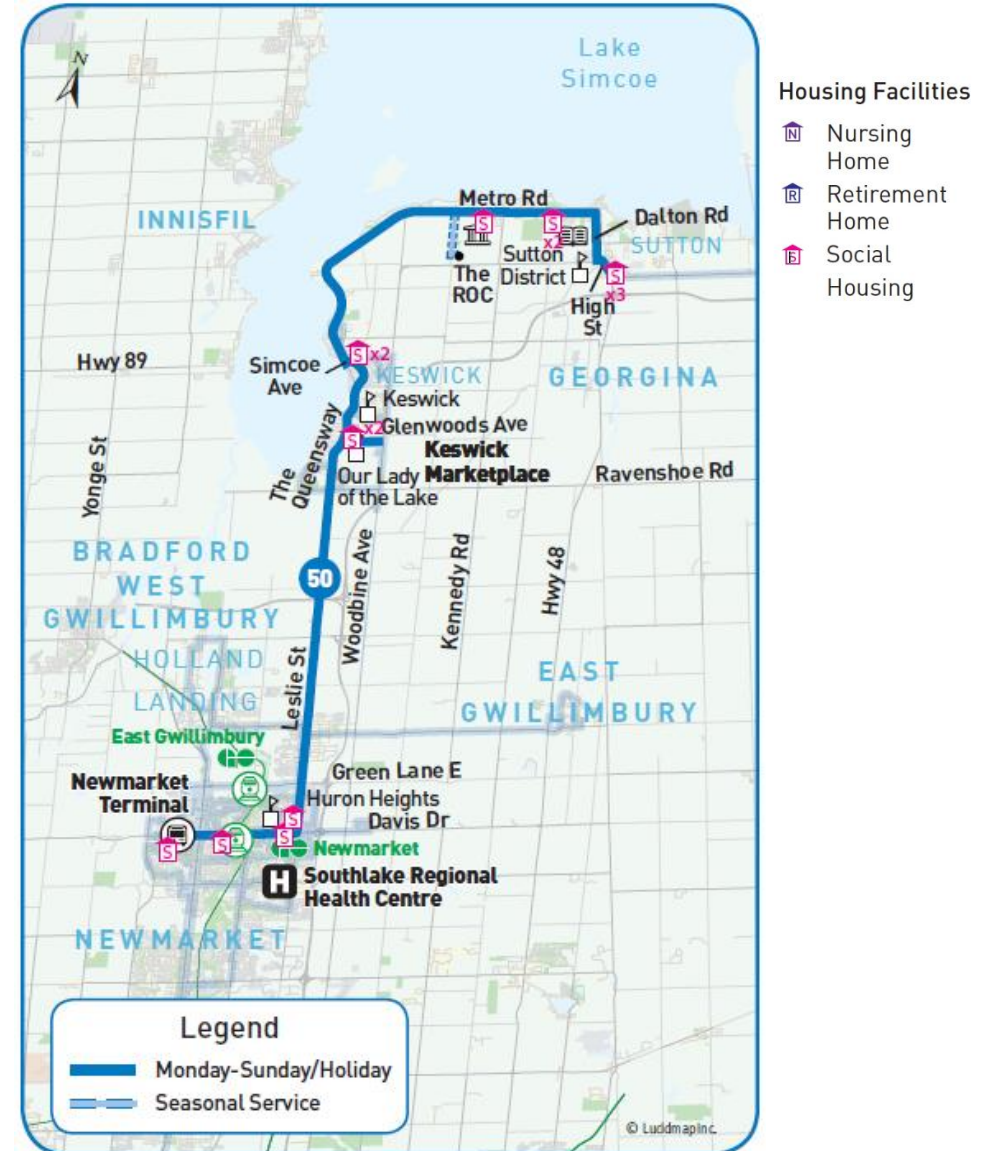 Lake
Simcoe
N
Housing Facilities
N Nursing
Home
R Retirement
Home
S Social
Housing
Metro Rd
Dalton Rd
INNISFIL
S
S
x2
Sutton
District
SUTTON
The
ROC
S
x3
High
St
Hwy 89
Simcoe
Ave
S x2
KESWICK
GEORGINA
Keswick
Glenwoods Ave
S x2
Keswick
Marketplace
The
Queensway
Our Lady
of the Lake
Ravenshoe Rd
Yonge St
BRADFORD
WEST
GWILLIMBURY
50
Woodbine Ave
Kennedy Rd
Hwy 48
HOLLAND
LANDING
Leslie St
EAST
GWILLIMBURY
East Gwillimbury
Newmarket
Terminal
Green Lane E
Huron Heights
Davis Dr
S
S
S
S
Newmarket
H
Southlake Regional
Health Centre
NEWMARKET
Legend
Monday-Sunday/Holiday
Seasonal Service
© Lucidmap Inc.